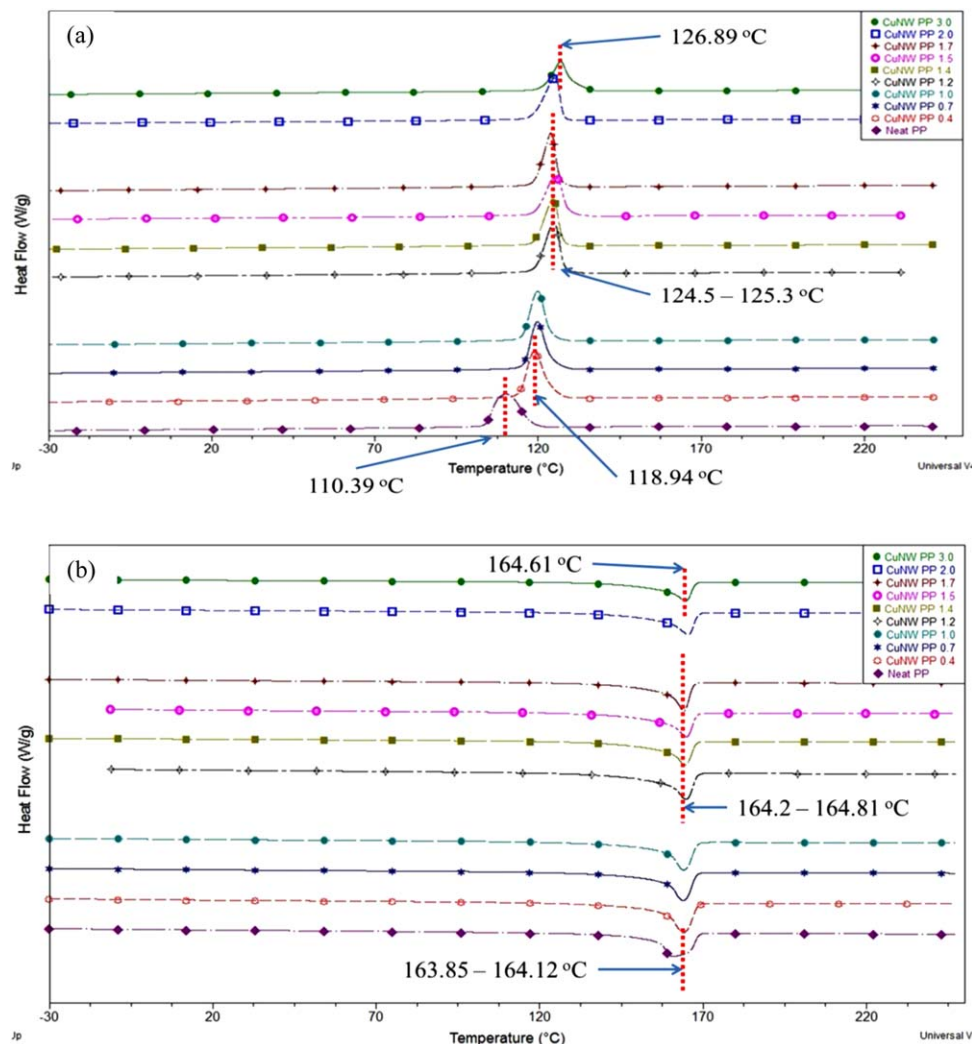 (a)
126.89 °C
CuNW PP 3.0
CuNW PP 2.0
CuNW PP 1.7
CuNW PP 1.5
CuNW PP 1.4
CuNW PP 1.2
CuNW PP 1.0
CuNW PP 0.7
CuNW PP 0.4
Neat PP
Heat Flow (W/g)
124.5 – 125.3 °C
-30 20 70 120 170 220
Jp Temperature (°C) Universal V4
110.39 °C
118.94 °C
(b)
164.61 °C
CuNW PP 3.0
CuNW PP 2.0
CuNW PP 1.7
CuNW PP 1.5
CuNW PP 1.4
CuNW PP 1.2
CuNW PP 1.0
CuNW PP 0.7
CuNW PP 0.4
Neat PP
Heat Flow (W/g)
164.2 – 164.81 °C
163.85 – 164.12 °C
-30 20 70 120 170 220
Jp Temperature (°C) Universal V